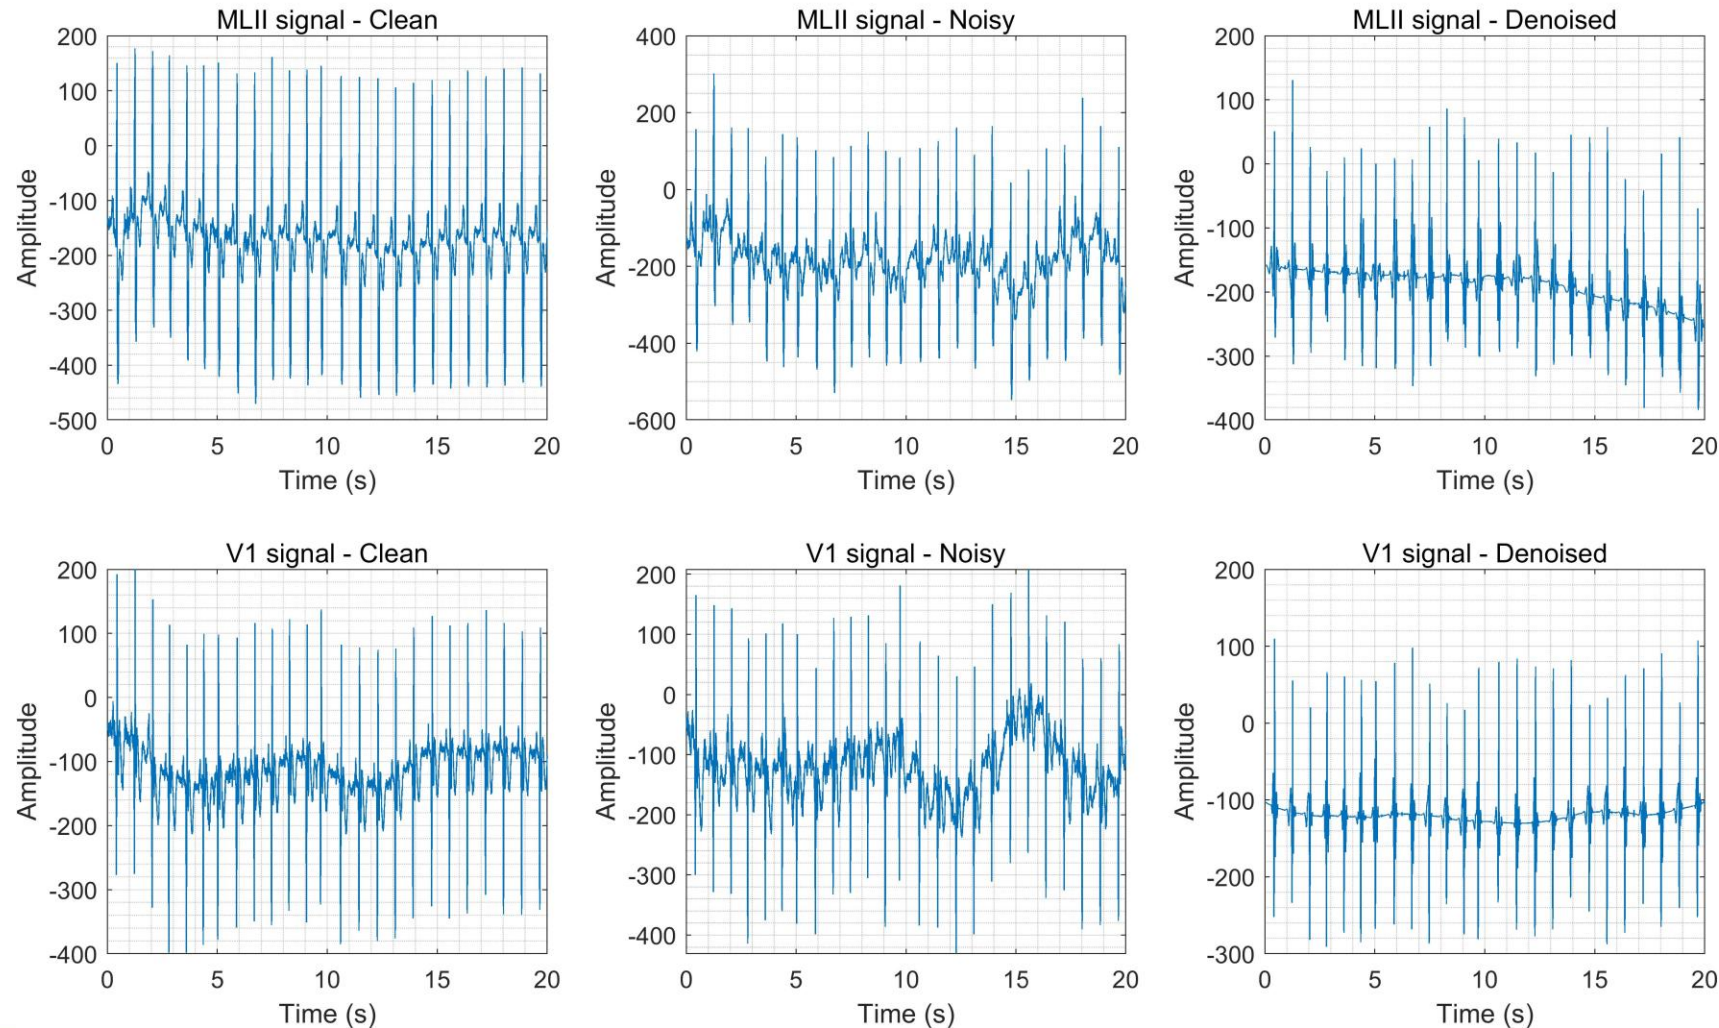 MLII signal - Clean
200
100
0
-100
-200
-300
-400
-500
Amplitude
0 5 10 15 20
Time (s)
MLII signal - Noisy
400
200
0
-200
-400
-600
Amplitude
0 5 10 15 20
Time (s)
MLII signal - Denoised
200
100
0
-100
-200
-300
-400
Amplitude
0 5 10 15 20
Time (s)
V1 signal - Clean
200
100
0
-100
-200
-300
-400
Amplitude
0 5 10 15 20
Time (s)
V1 signal - Noisy
200
100
0
-100
-200
-300
-400
Amplitude
0 5 10 15 20
Time (s)
V1 signal - Denoised
200
100
0
-100
-200
-300
Amplitude
0 5 10 15 20
Time (s)